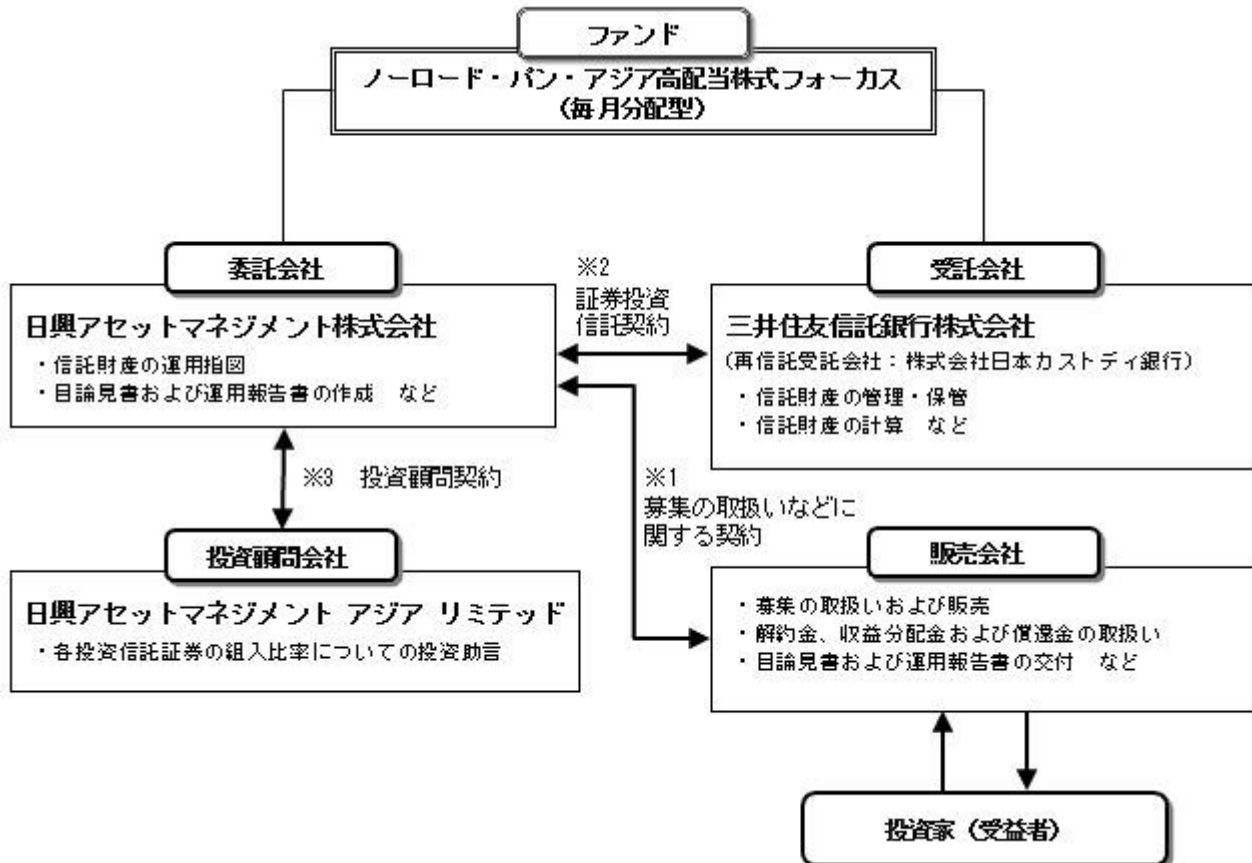 ファンド
ノーロード・パン・アジア高配当株式フォーカス
(毎月分配型)
委託会社
日興アセットマネジメント株式会社
・信託財産の運用指図
・目論見書および運用報告書の作成　など
※2
証券投資
信託契約
受託会社
三井住友信託銀行株式会社
(再信託受託会社：株式会社日本カストディ銀行)
・信託財産の管理・保管
・信託財産の計算　など
※3　投資顧問契約
※1
募集の取扱いなどに
関する契約
投資顧問会社
日興アセットマネジメント アジア リミテッド
・各投資信託証券の組入比率についての投資助言
販売会社
・募集の取扱いおよび販売
・解約金、収益分配金および償還金の取扱い
・目論見書および運用報告書の交付　など
投資家（受益者）